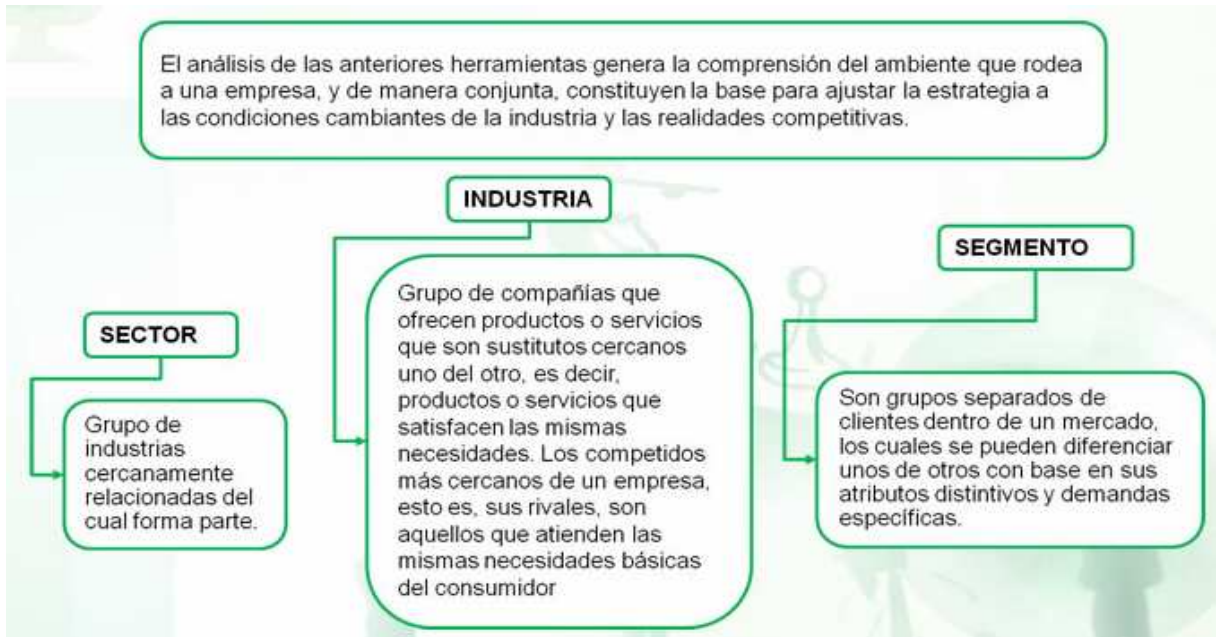 El análisis de las anteriores herramientas genera la comprensión del ambiente que rodea
a una empresa, y de manera conjunta, constituyen la base para ajustar la estrategia a
las condiciones cambiantes de la industria y las realidades competitivas.
SECTOR
Grupo de
industrias
cercanamente
relacionadas del
cual forma parte.
INDUSTRIA
Grupo de compañías que
ofrecen productos o servicios
que son sustitutos cercanos
uno del otro, es decir,
productos o servicios que
satisfacen las mismas
necesidades. Los competidos
más cercanos de un empresa,
esto es, sus rivales, son
aquellos que atienden las
mismas necesidades básicas
del consumidor
SEGMENTO
Son grupos separados de
clientes dentro de un mercado,
los cuales se pueden diferenciar
unos de otros con base en sus
atributos distintivos y demandas
específicas.